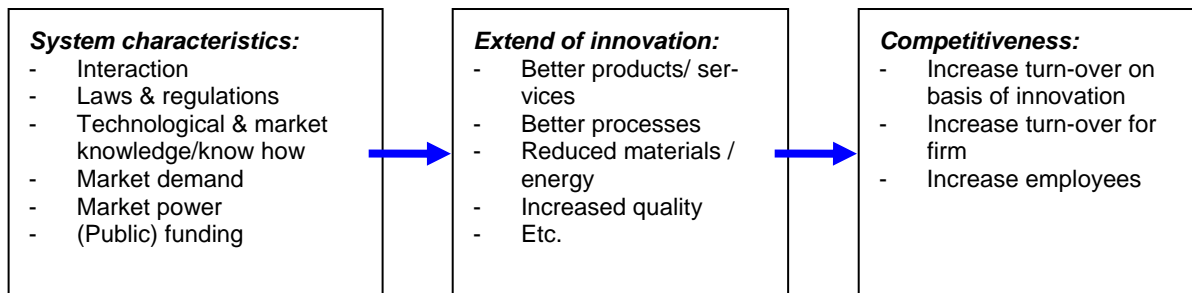 System characteristics:
- Interaction
- Laws & regulations
- Technological & market
knowledge/know how
- Market demand
- Market power
- (Public) funding
Extend of innovation:
- Better products/ ser-
vices
- Better processes
- Reduced materials /
energy
- Increased quality
- Etc.
Competitiveness:
- Increase turn-over on
basis of innovation
- Increase turn-over for
firm
- Increase employees